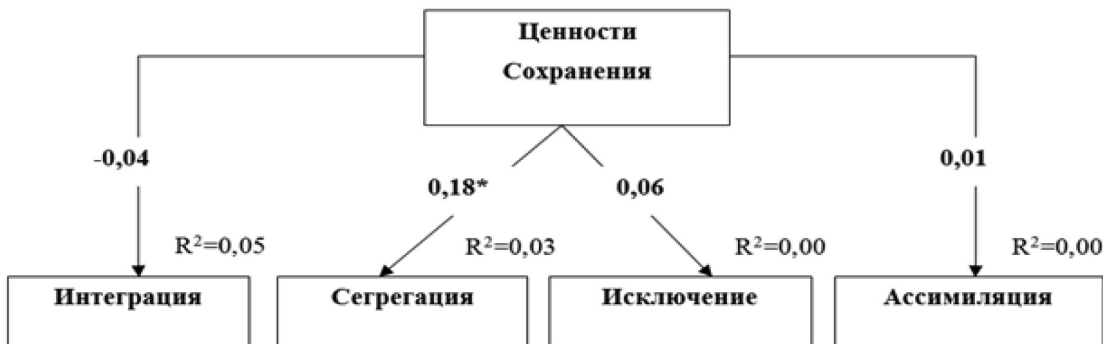 Ценности
Сохранения
-0,04
0,18*
0,06
0,01
R²=0,05
R²=0,03
R²=0,00
R²=0,00
Интеграция
Сегрегация
Исключение
Ассимиляция